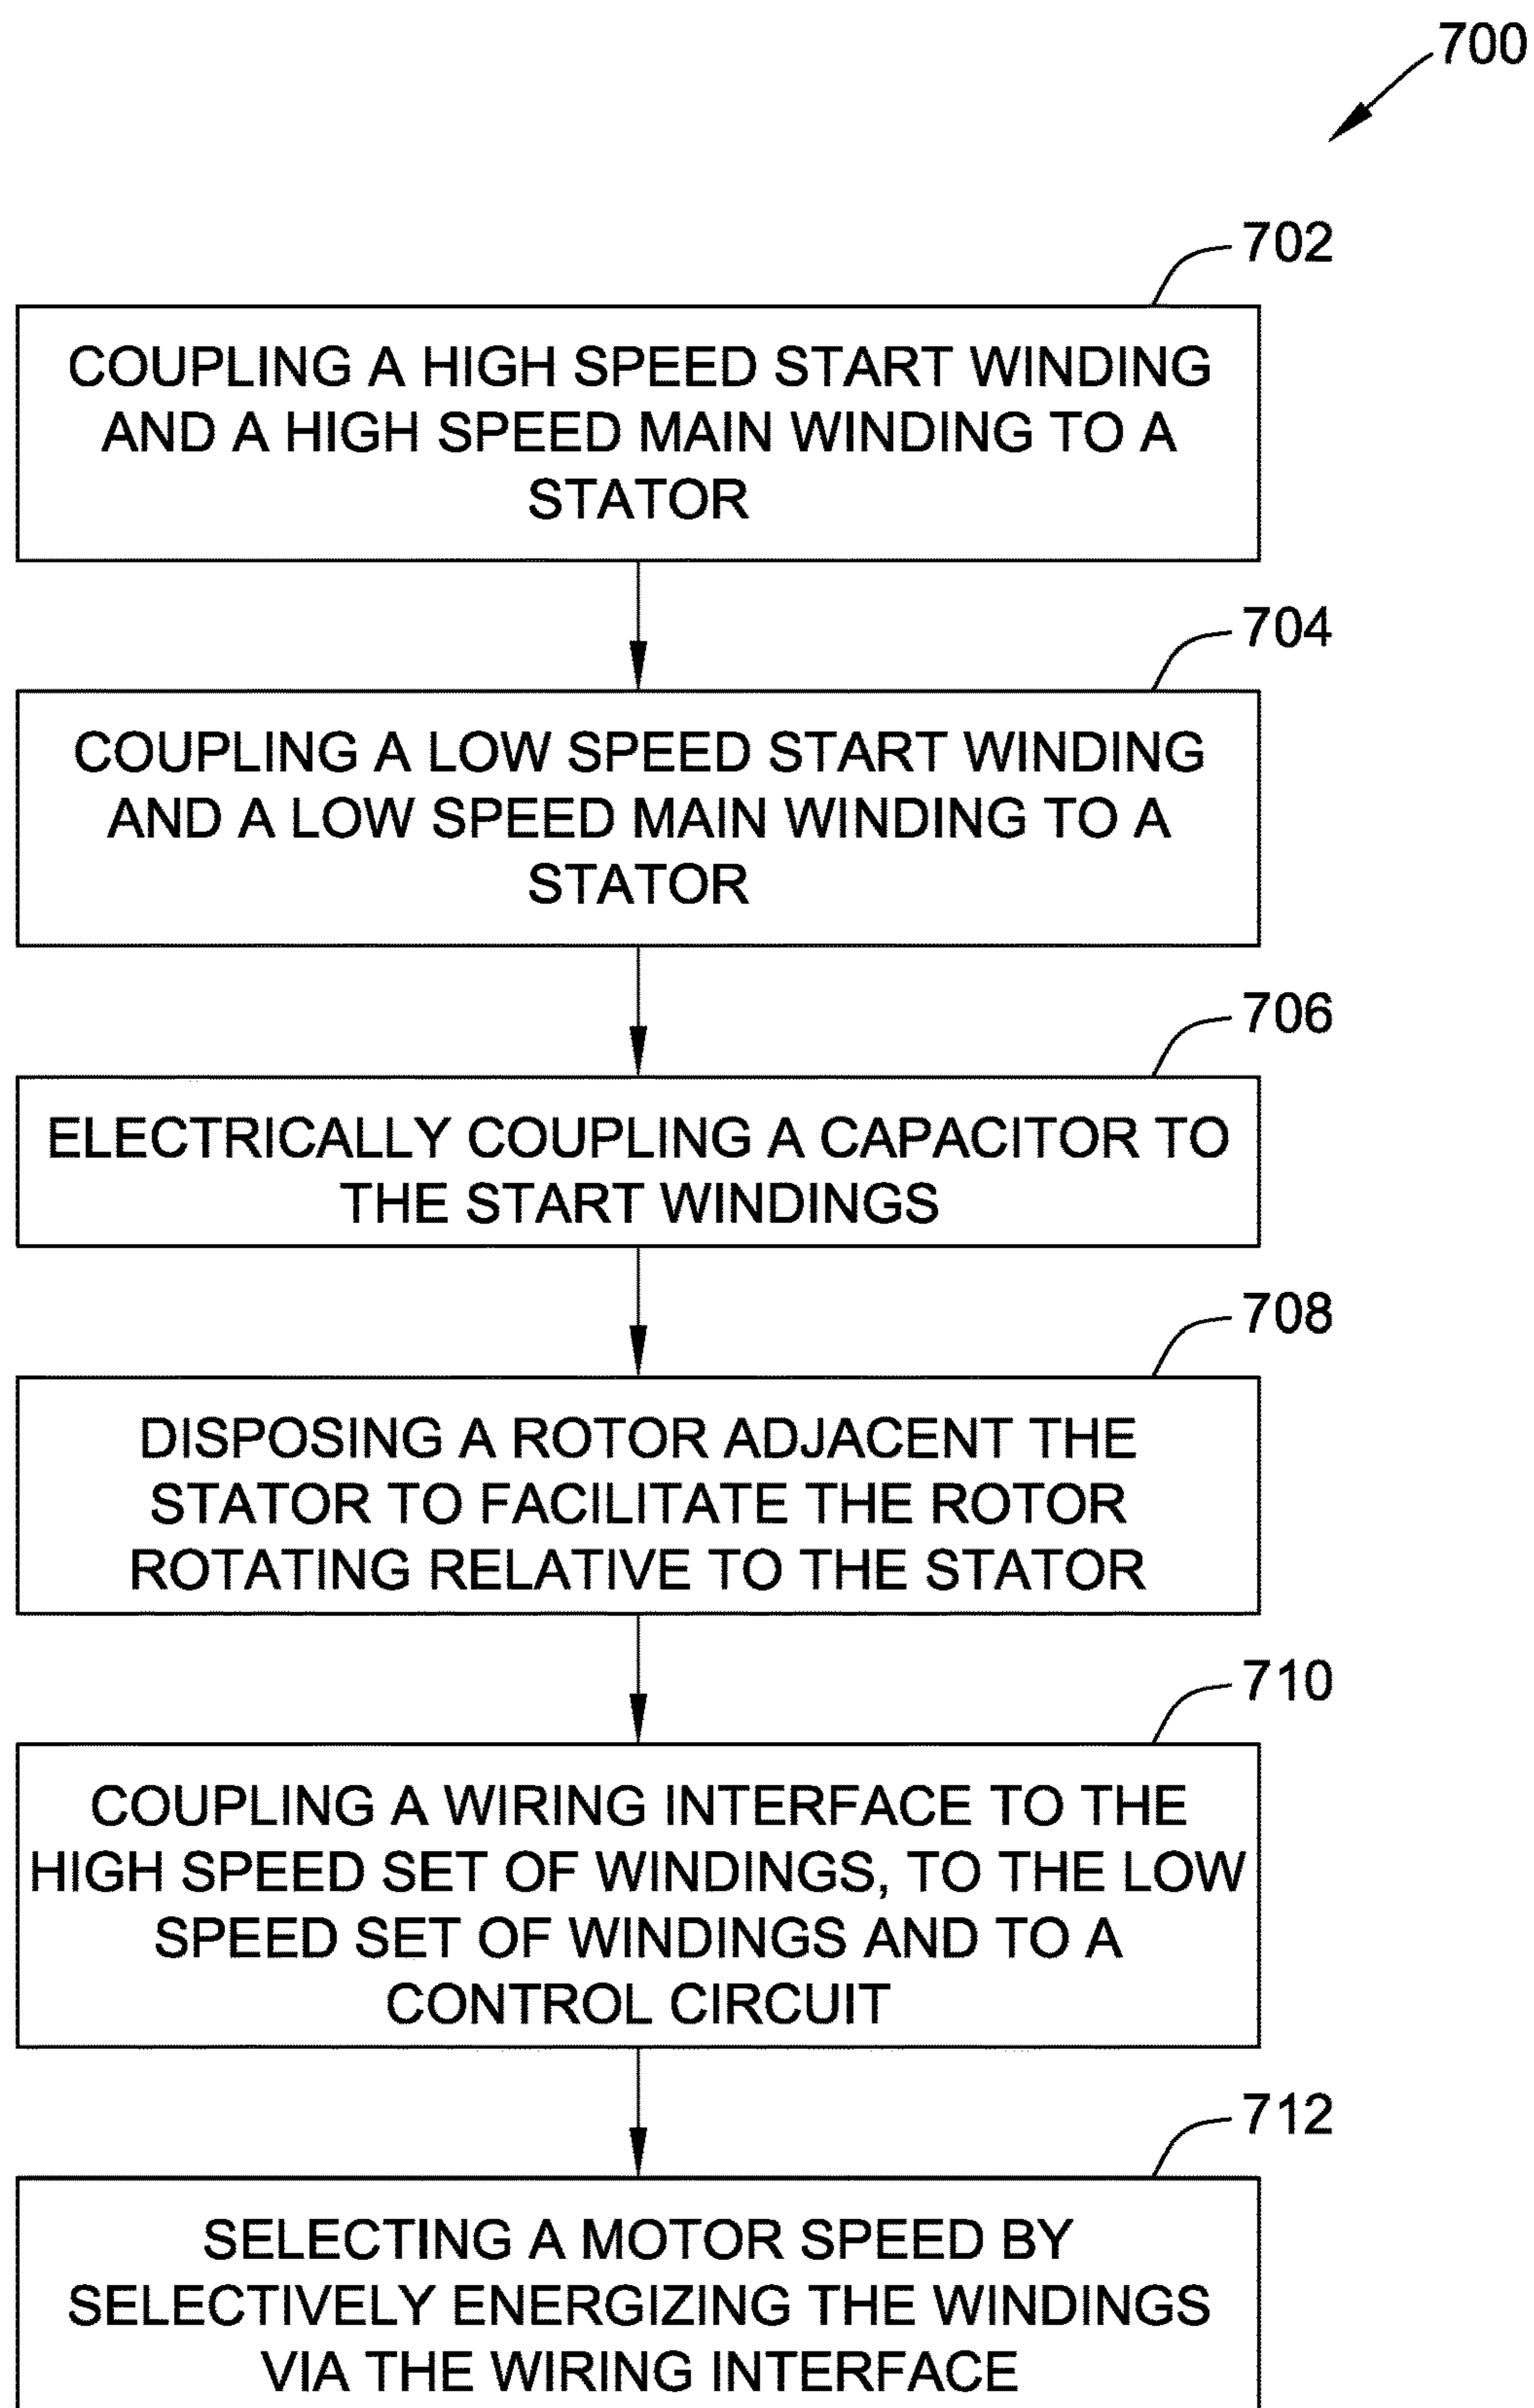 700
702
COUPLING A HIGH SPEED START WINDING
AND A HIGH SPEED MAIN WINDING TO A
STATOR
704
COUPLING A LOW SPEED START WINDING
AND A LOW SPEED MAIN WINDING TO A
STATOR
706
ELECTRICALLY COUPLING A CAPACITOR TO
THE START WINDINGS
708
DISPOSING A ROTOR ADJACENT THE
STATOR TO FACILITATE THE ROTOR
ROTATING RELATIVE TO THE STATOR
710
COUPLING A WIRING INTERFACE TO THE
HIGH SPEED SET OF WINDINGS, TO THE LOW
SPEED SET OF WINDINGS AND TO A
CONTROL CIRCUIT
712
SELECTING A MOTOR SPEED BY
SELECTIVELY ENERGIZING THE WINDINGS
VIA THE WIRING INTERFACE